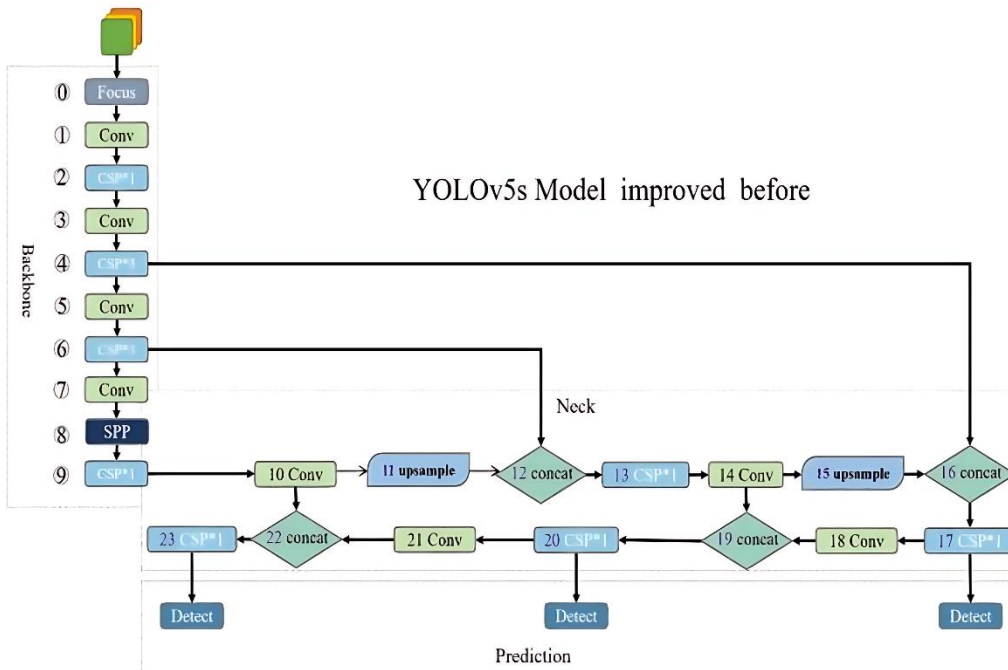 ⓪ Focus
① Conv
② CSP*1
③ Conv
YOLOv5s Model improved before
④ CSP*3
⑤ Conv
Backbone
⑥ CSP*3
⑦ Conv
Neck
⑧ SPP
⑨ CSP*1
10 Conv
11 upsample
12 concat
13 CSP*1
14 Conv
15 upsample
16 concat
23 CSP*1
22 concat
21 Conv
20 CSP*1
19 concat
18 Conv
17 CSP*1
Detect
Detect
Detect
Prediction